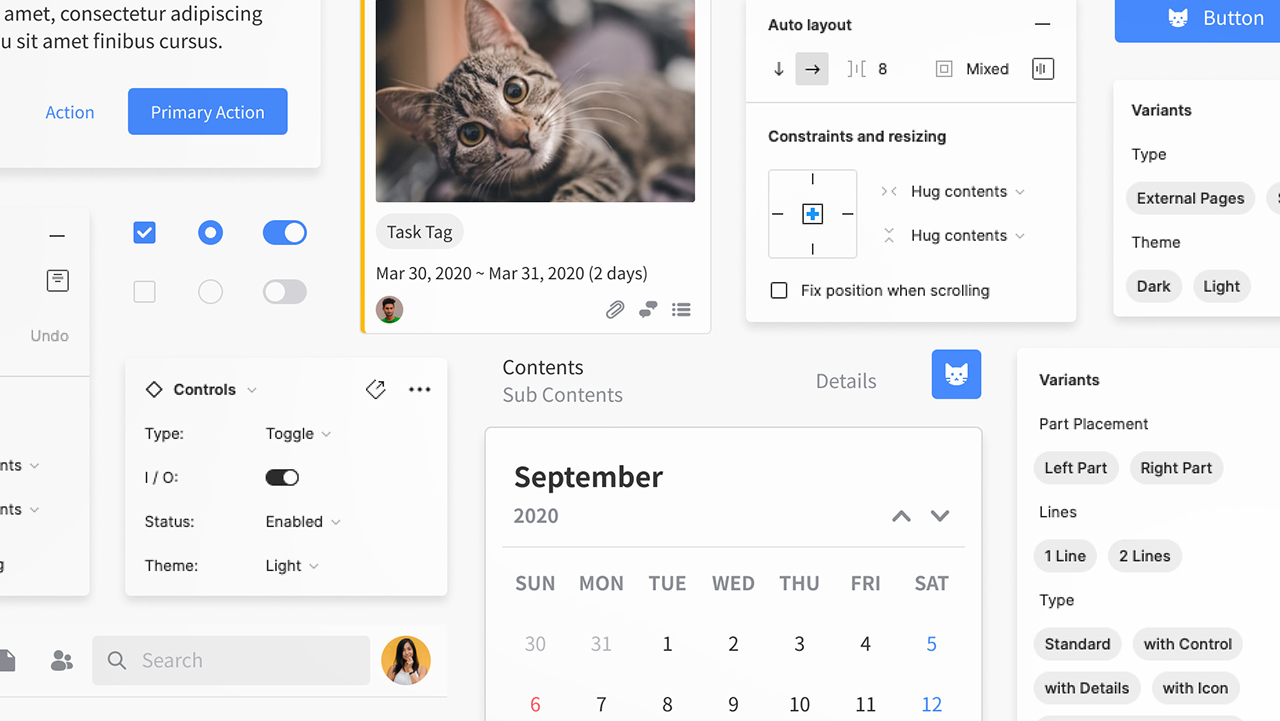 amet, consectetur adipiscing
u sit amet finibus cursus.
Action
Primary Action
Undo
nts
nts
g
Task Tag
Mar 30, 2020 ~ Mar 31, 2020 (2 days)
Auto layout
8
Mixed
Constraints and resizing
Hug contents
Hug contents
Fix position when scrolling
Button
Variants
Type
External Pages
Theme
Dark Light
Controls
Type: Toggle
I / O:
Status: Enabled
Theme: Light
Search
Contents
Sub Contents
Details
September
2020
SUN MON TUE WED THU FRI SAT
30 31 1 2 3 4 5
6 7 8 9 10 11 12
Variants
Part Placement
Left Part Right Part
Lines
1 Line 2 Lines
Type
Standard with Control
with Details with Icon